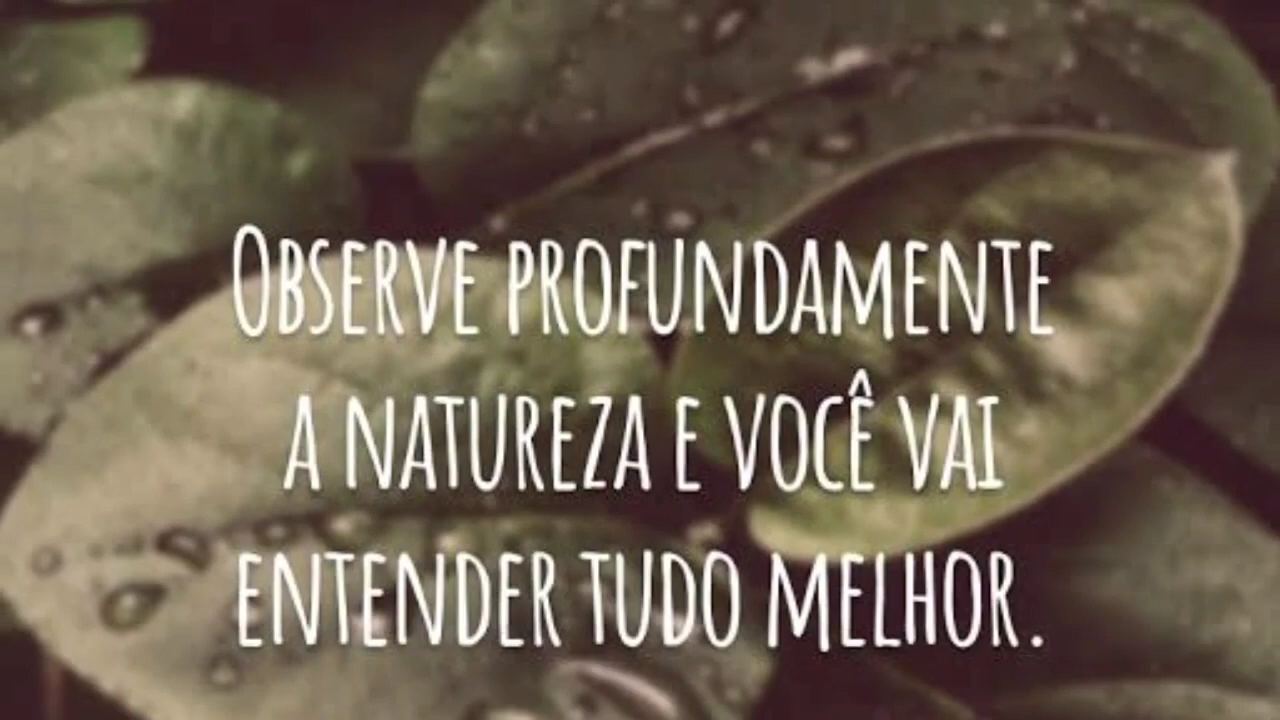 OBSERVE PROFUNDAMENTE
A NATUREZA E VOCÊ VAI
ENTENDER TUDO MELHOR.